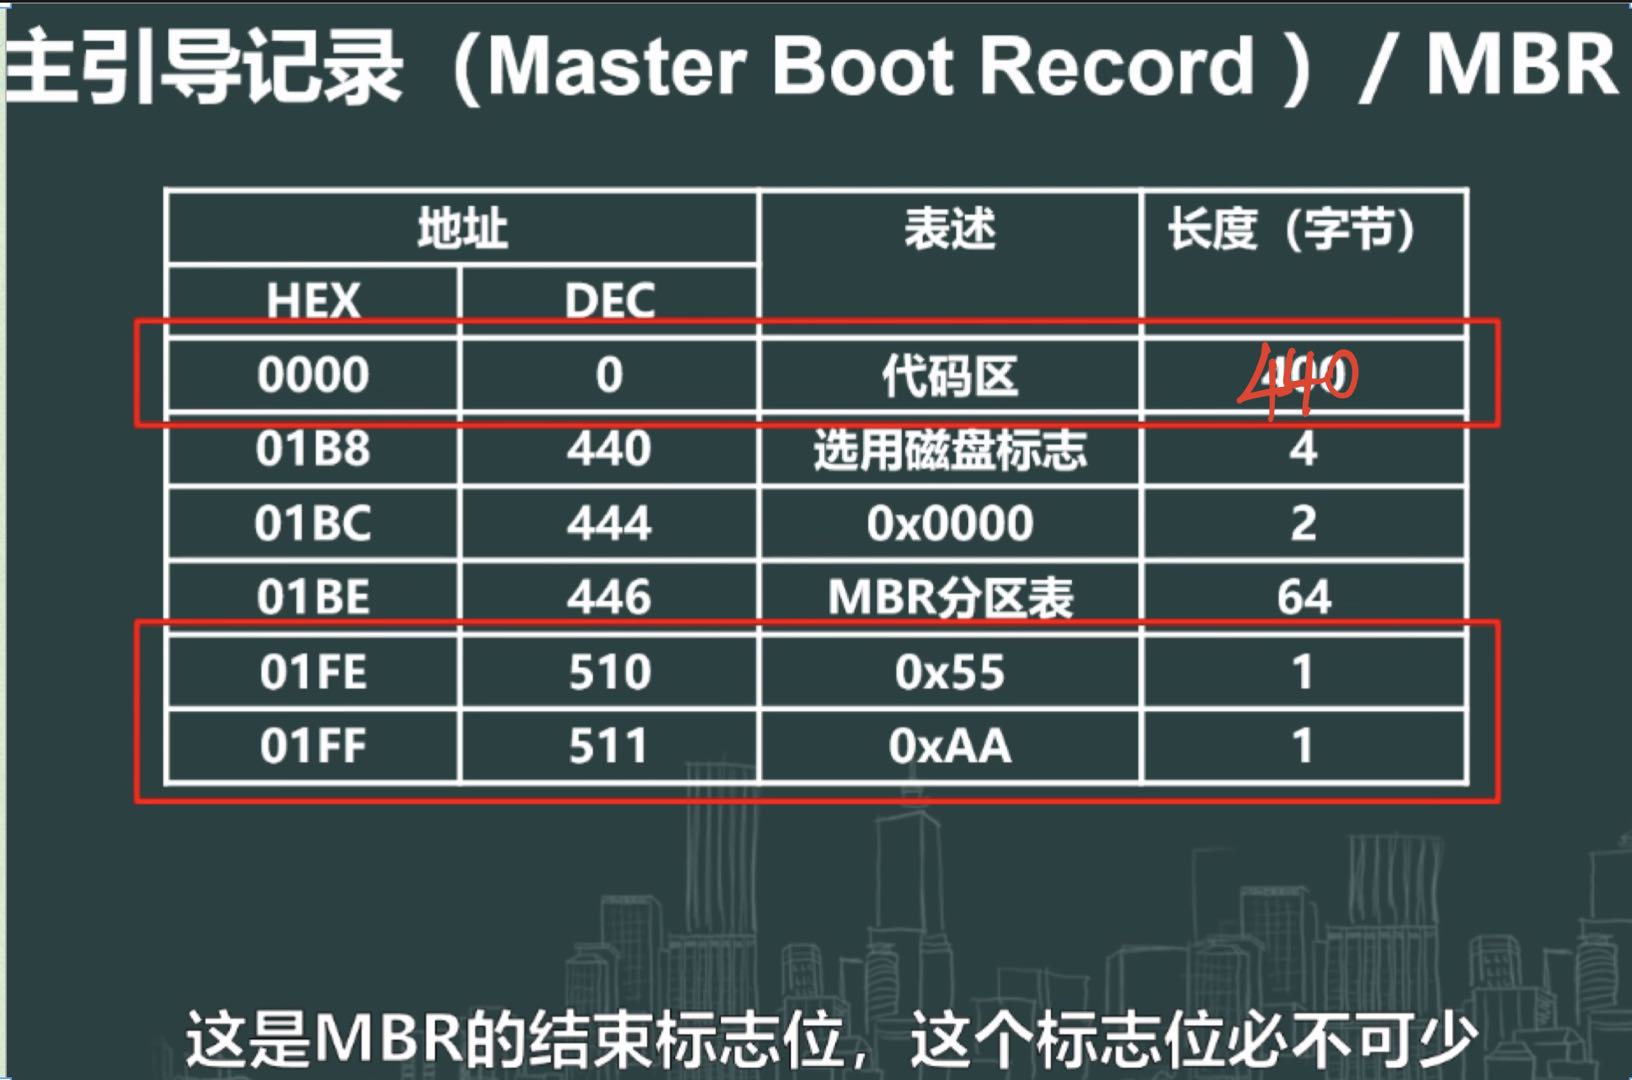 主引导记录（Master Boot Record ）/ MBR
地址 表述 长度（字节）
HEX DEC
0000 0 代码区 440
01B8 440 选用磁盘标志 4
01BC 444 0x0000 2
01BE 446 MBR分区表 64
01FE 510 0x55 1
01FF 511 0xAA 1
这是MBR的结束标志位，这个标志位必不可少